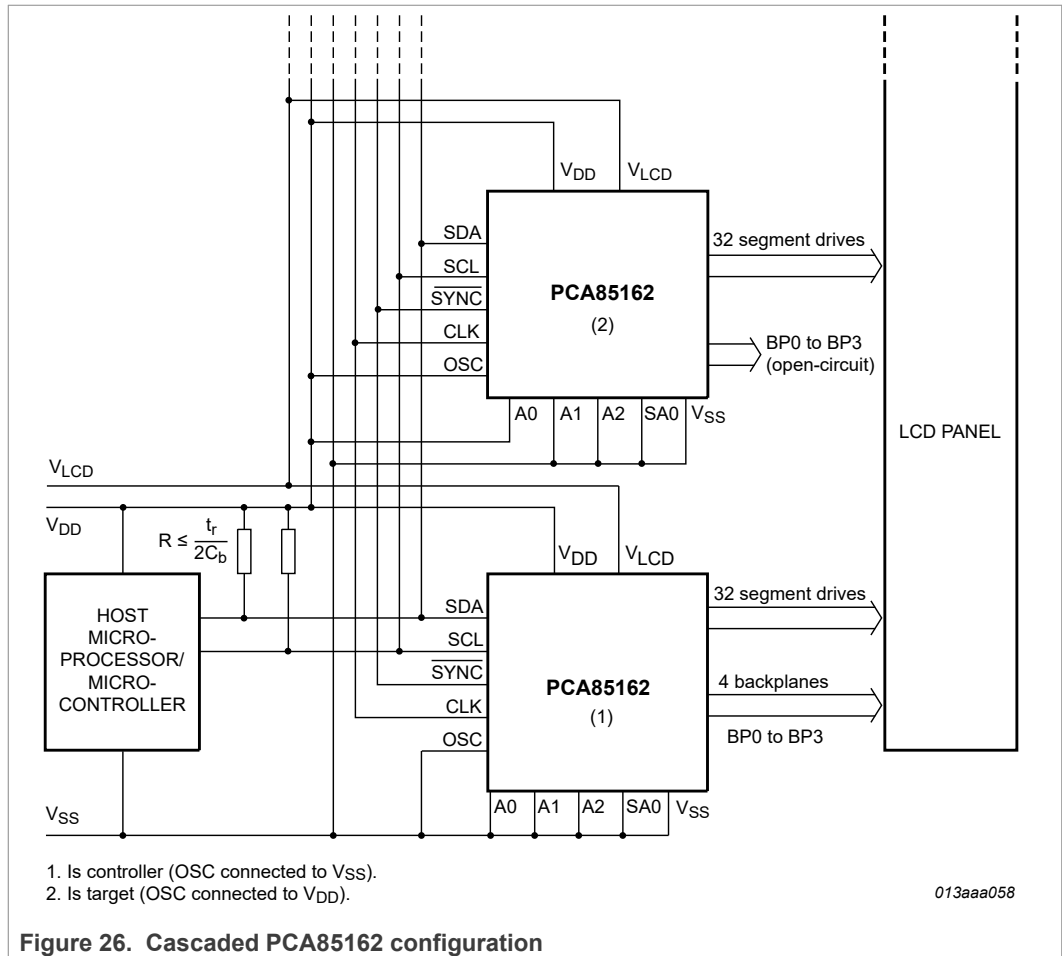 VDD VLCD
SDA
SCL
SYNC
CLK
OSC
PCA85162
(2)
32 segment drives
BP0 to BP3
(open-circuit)
A0 A1 A2 SA0 VSS
LCD PANEL
VLCD
VDD
R ≤ tr
2Cb
VDD VLCD
HOST
MICRO-
PROCESSOR/
MICRO-
CONTROLLER
SDA
SCL
SYNC
CLK
OSC
PCA85162
(1)
32 segment drives
4 backplanes
BP0 to BP3
A0 A1 A2 SA0 VSS
VSS
1. Is controller (OSC connected to VSS).
2. Is target (OSC connected to VDD).
013aaa058
Figure 26. Cascaded PCA85162 configuration